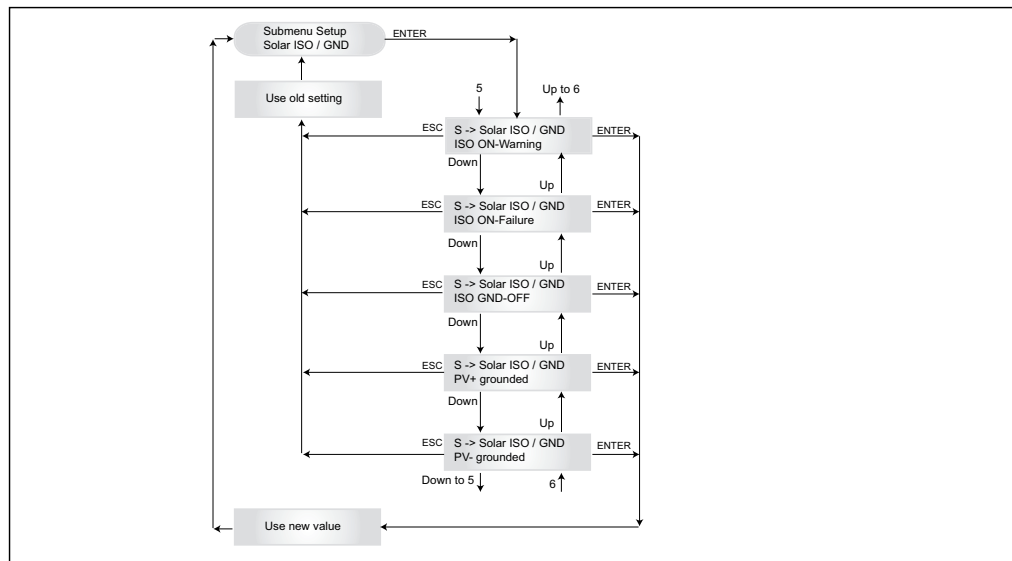 Submenu Setup
Solar ISO / GND
ENTER
Use old setting
5
Up to 6
ESC
S -> Solar ISO / GND
ISO ON-Warning
ENTER
Down
Up
ESC
S -> Solar ISO / GND
ISO ON-Failure
ENTER
Down
Up
ESC
S -> Solar ISO / GND
ISO GND-OFF
ENTER
Down
Up
ESC
S -> Solar ISO / GND
PV+ grounded
ENTER
Down
Up
ESC
S -> Solar ISO / GND
PV- grounded
ENTER
Down to 5
6
Use new value